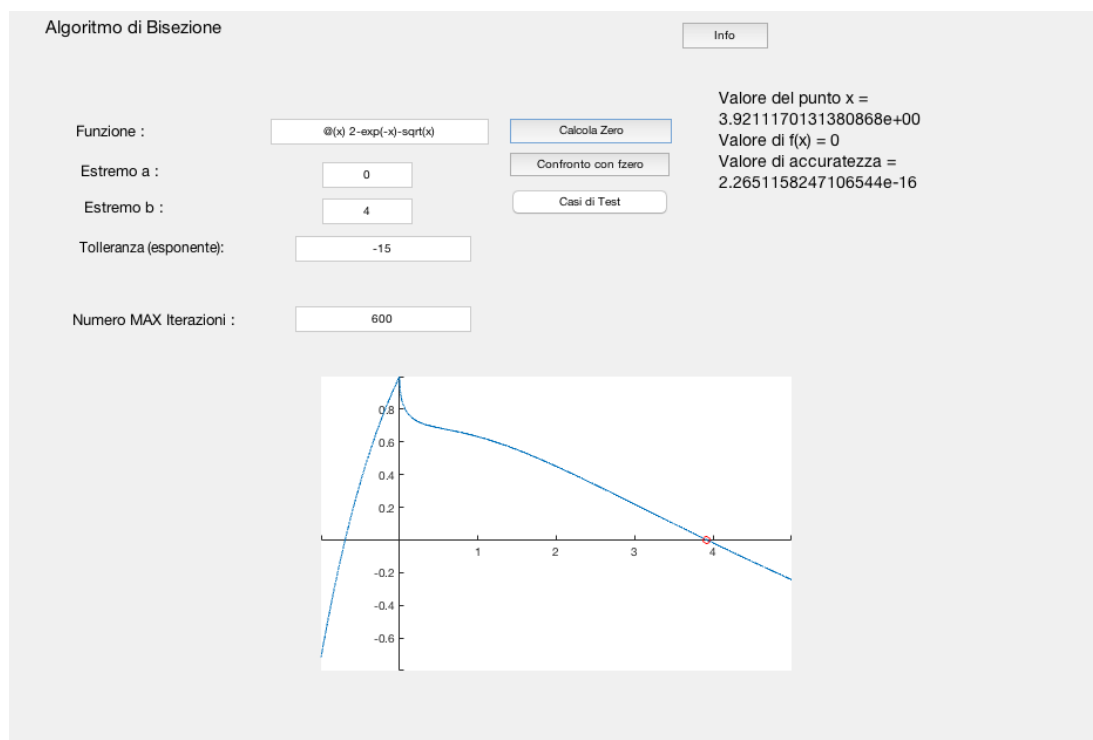 Algoritmo di Bisezione
Info
Valore del punto x =
3.9211170131380868e+00
Valore di f(x) = 0
Valore di accuratezza =
2.2651158247106544e-16
Funzione :
@(x) 2-exp(-x)-sqrt(x)
Calcola Zero
Estremo a :
0
Confronto con fzero
Estremo b :
4
Casi di Test
Tolleranza (esponente):
-15
Numero MAX Iterazioni :
600
0.8
0.6
0.4
0.2
1
2
3
4
-0.2
-0.4
-0.6